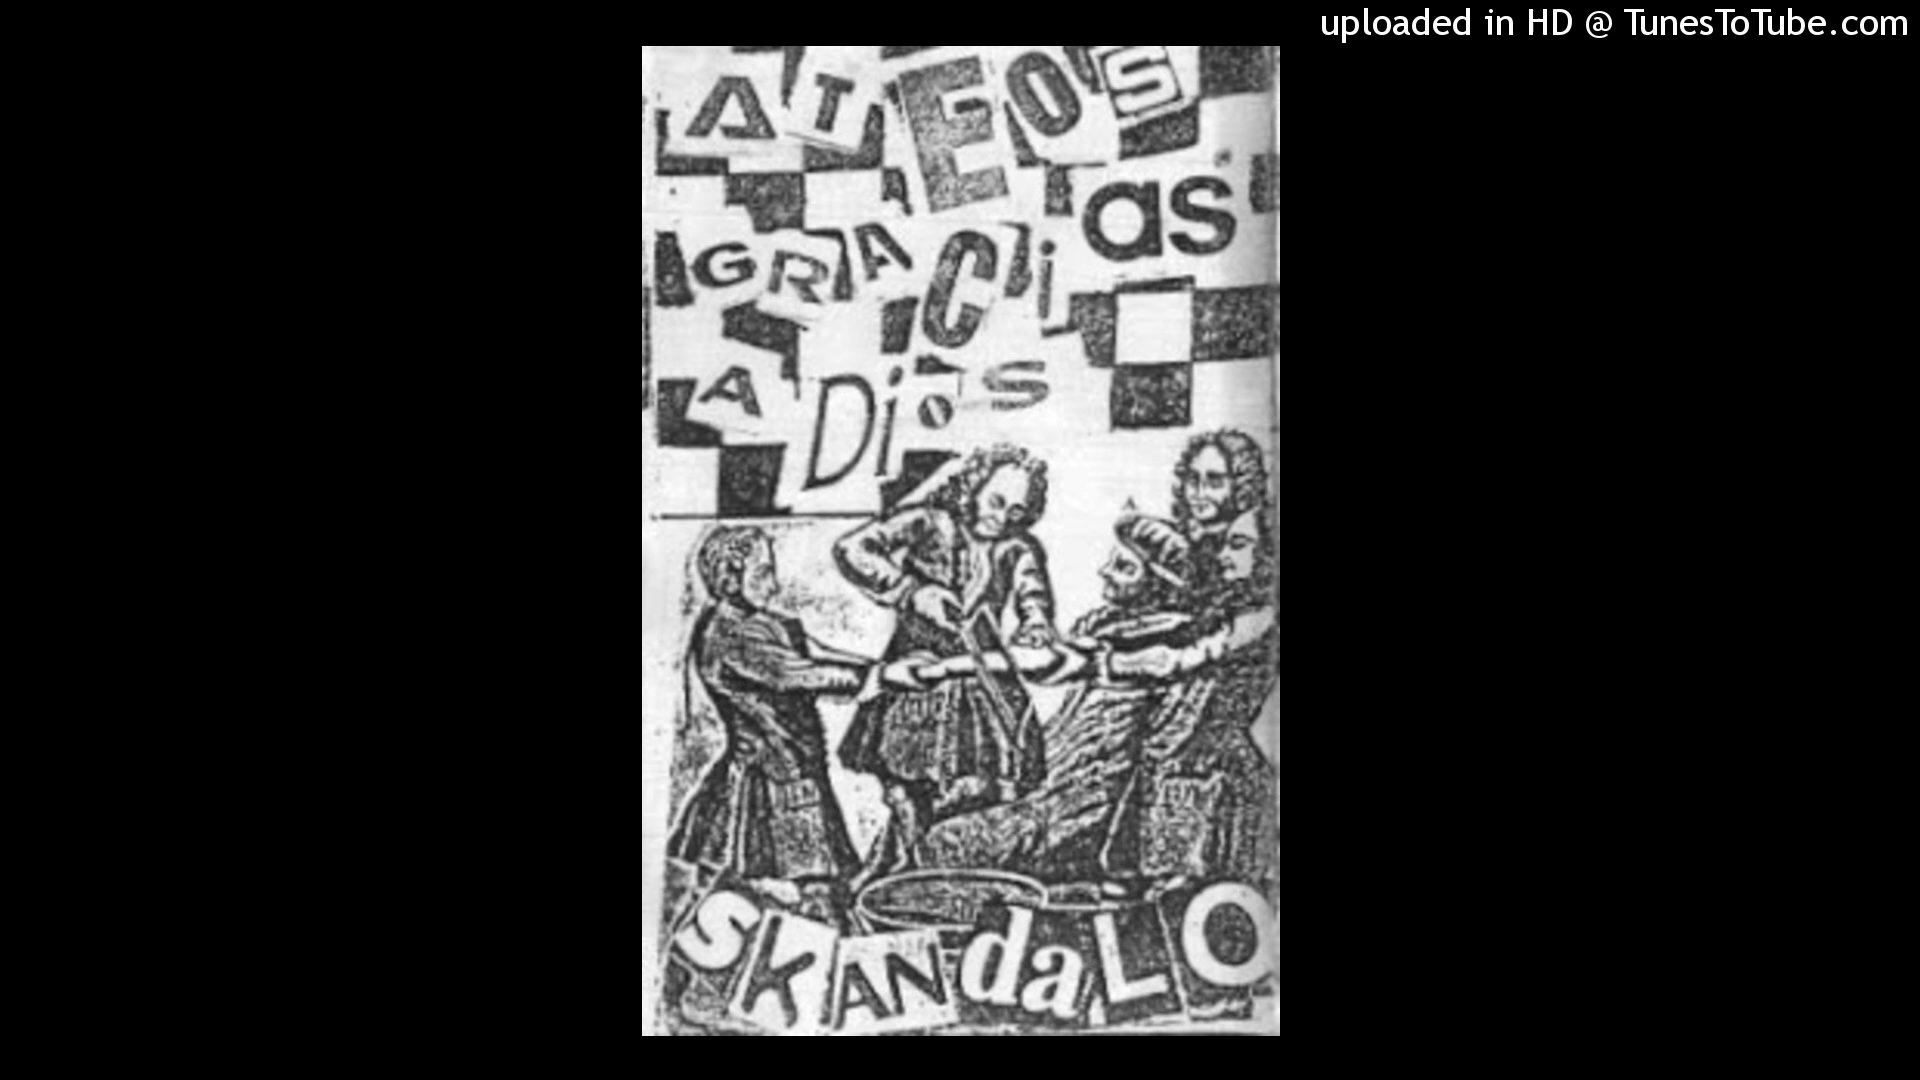 uploaded in HD @ TunesToTube.com
ATEOS
GRACias
A DioS
SKANdaLO